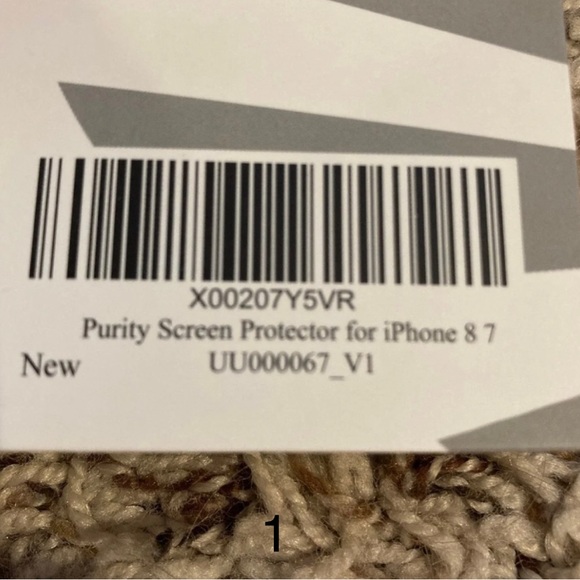 X00207Y5VR
Purity Screen Protector for iPhone 8 7
New UU000067_V1
1